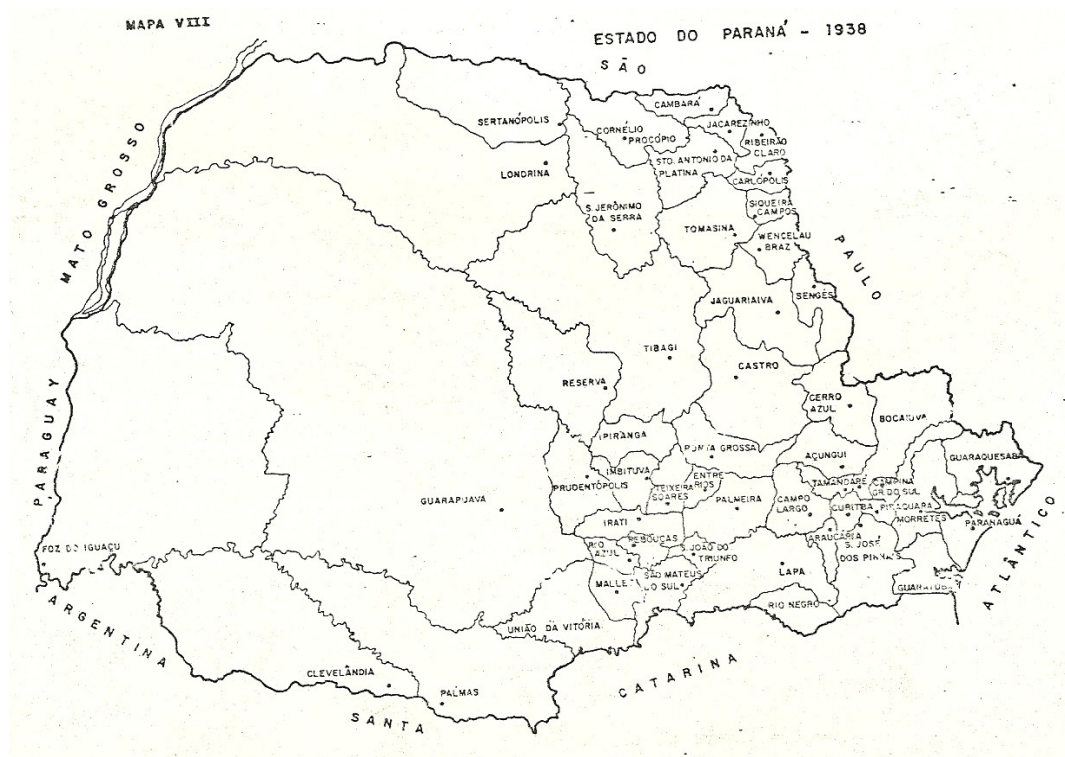 MAPA VIII
ESTADO DO PARANÁ - 1938
SÃO
PAULO
MATO GROSSO
PARAGUAY
ARGENTINA
SANTA
CATARINA
ATLÂNTICO
CAMBARÁ
SERTANÓPOLIS
CORNÉLIO
PROCÓPIO
JACAREZINHO
RIBEIRÃO
CLARO
STO. ANTONIO DA
PLATINA
LONDRINA
CARLÓPOLIS
S. JERÔNIMO
DA SERRA
SIQUEIRA
CAMPOS
TOMASINA
WENCELAU
BRAZ
JAGUARIAIVA
SENGÉS
TIBAGI
CASTRO
RESERVA
CERRO
AZUL
BOCAIUVA
IPIRANGA
PONTA GROSSA
AÇUNGUI
GUARAQUESABA
IMBITUVA
PRUDENTÓPOLIS
TEIXEIRA
SOARES
ENTRE
RIOS
PALMEIRA
CAMPO
LARGO
TAMANDARÉ
CAMPINA
GR. DO SUL
CURITIBA
PIRAQUARA
MORRETES
PARANAGUÁ
GUARAPUAVA
IRATI
REBOUÇAS
RIO
AZUL
S. JOÃO DO
TRIUNFO
ARAUCÁRIA
S. JOSÉ
DOS PINHAIS
FOZ DO IGUAÇU
MALLET
SÃO MATEUS
DO SUL
LAPA
RIO NEGRO
GUARATUBA
UNIÃO DA VITÓRIA
CLEVELÂNDIA
PALMAS